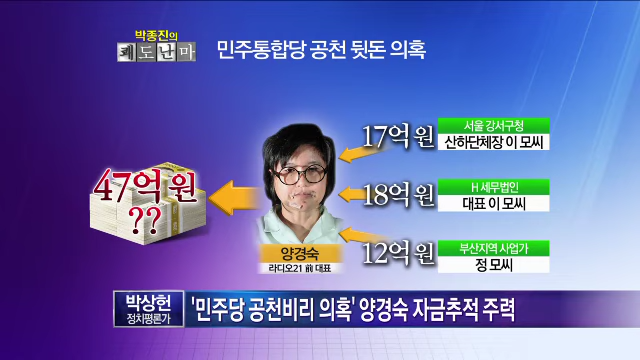 박종진의
쾌도난마
민주통합당 공천 뒷돈 의혹
17억 원
서울 강서구청
산하단체장 이 모씨
47억 원
??
18억 원
H 세무법인
대표 이 모씨
12억 원
부산지역 사업가
정 모씨
양경숙
라디오21 前 대표
박상헌
정치평론가
'민주당 공천비리 의혹' 양경숙 자금추적 주력